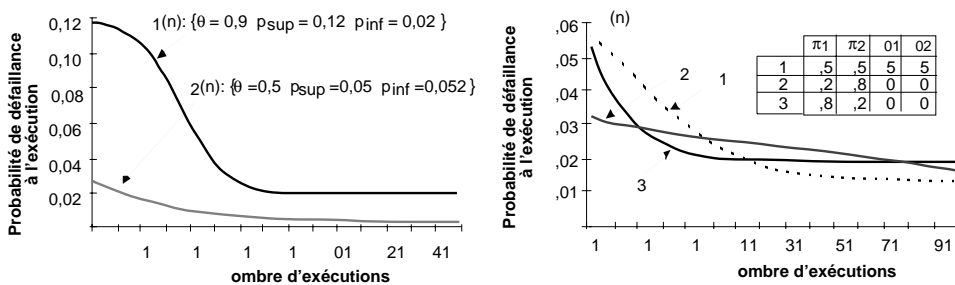 0,12
0,10
0,08
0,06
0,04
0,02
Probabilité de défaillance
à l'exécution
1(n): {θ = 0,9 psup = 0,12 pinf = 0,02 }
2(n): {θ = 0,5 psup = 0,05 pinf = 0,052}
1 1 1 1 01 21 41
ombre d'exécutions
,06
,05
,04
,03
,02
,01
Probabilité de défaillance
à l'exécution
(n)
2 1
3
π1 π2 01 02
1 ,5 ,5 5 5
2 ,2 ,8 0 0
3 ,8 ,2 0 0
1 1 1 11 31 51 71 91
ombre d'exécutions